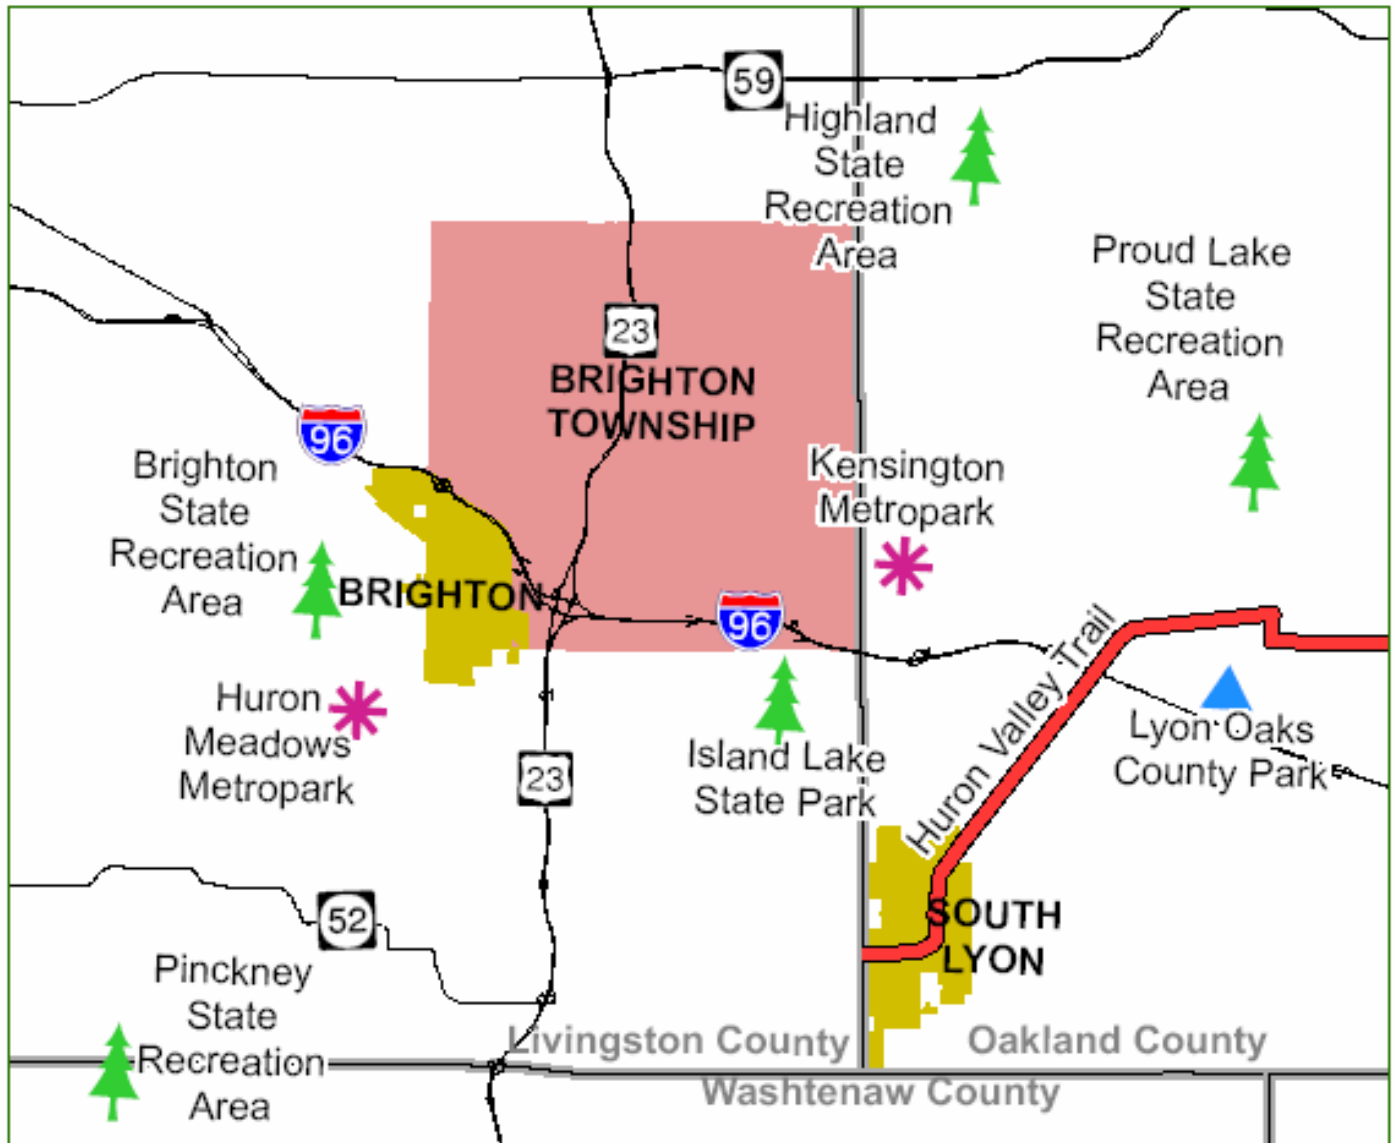 59
Highland
State
Recreation
Area
Proud Lake
State
Recreation
Area
23
BRIGHTON
TOWNSHIP
96
Brighton
State
Recreation
Area
Kensington
Metropark
BRIGHTON
96
Huron Valley Trail
Huron
Meadows
Metropark
23
Island Lake
State Park
Lyon Oaks
County Park
52
SOUTH
LYON
Pinckney
State
Recreation
Area
Livingston County
Oakland County
Washtenaw County